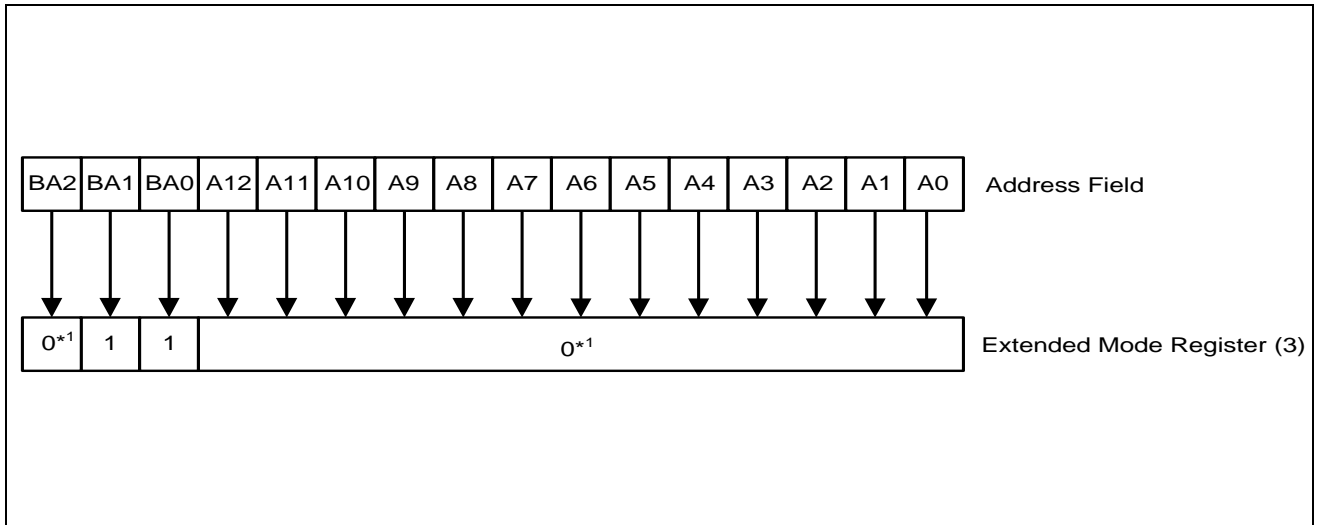 BA2 BA1 BA0 A12 A11 A10 A9 A8 A7 A6 A5 A4 A3 A2 A1 A0 Address Field
0*1 1 1 0*1 Extended Mode Register (3)